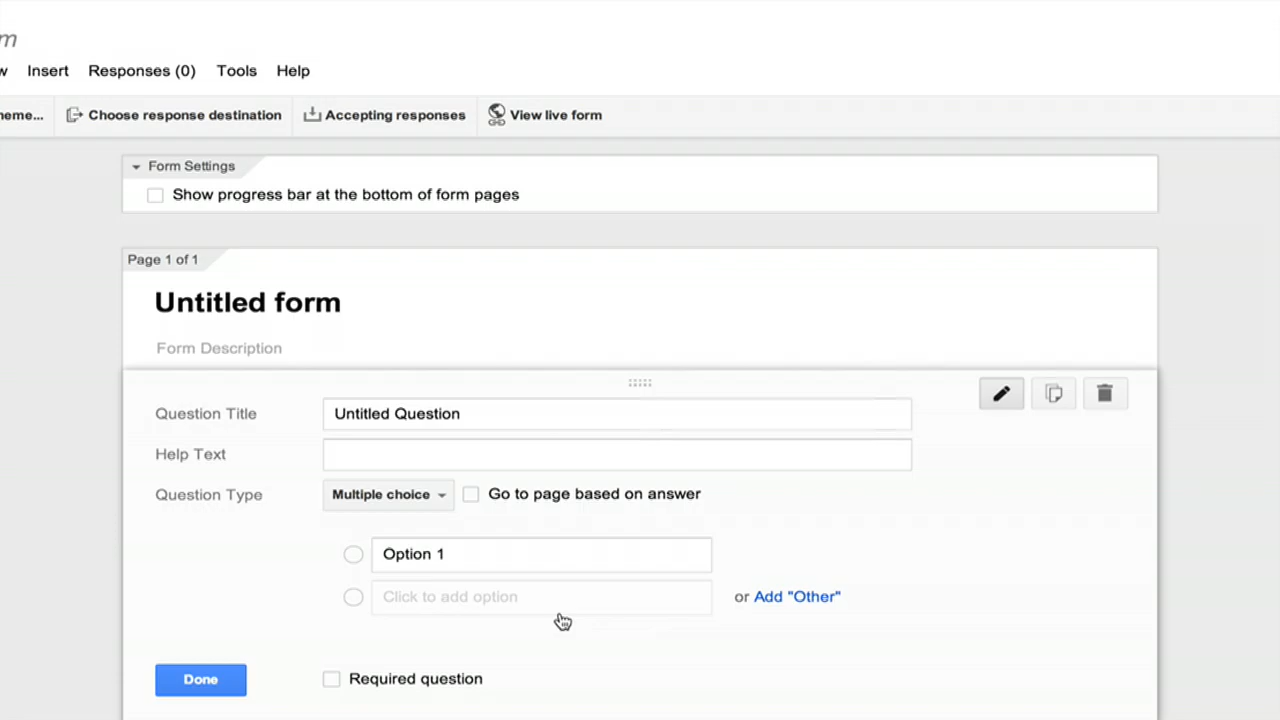 m
w Insert Responses (0) Tools Help
heme... Choose response destination Accepting responses View live form
Form Settings
Show progress bar at the bottom of form pages
Page 1 of 1
Untitled form
Form Description
Question Title Untitled Question
Help Text
Question Type Multiple choice Go to page based on answer
Option 1
Click to add option or Add "Other"
Done Required question